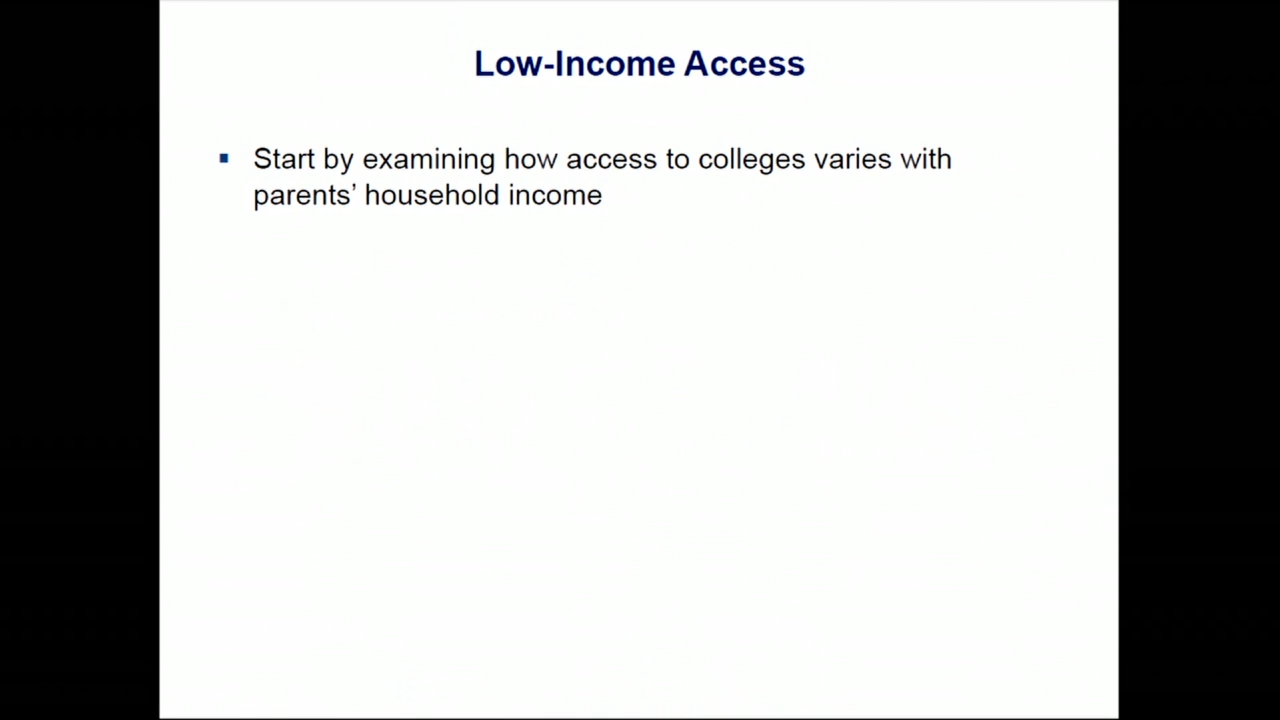 Low-Income Access
▪ Start by examining how access to colleges varies with
parents’ household income